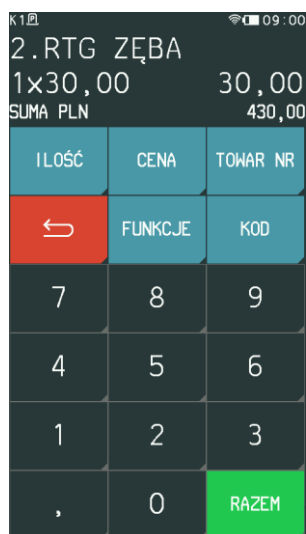 K1P 09:00
2.RTG ZĘBA
1x30,00 30,00
SUMA PLN 430,00
ILOŚĆ CENA TOWAR NR
FUNKCJE KOD
7 8 9
4 5 6
1 2 3
, 0 RAZEM